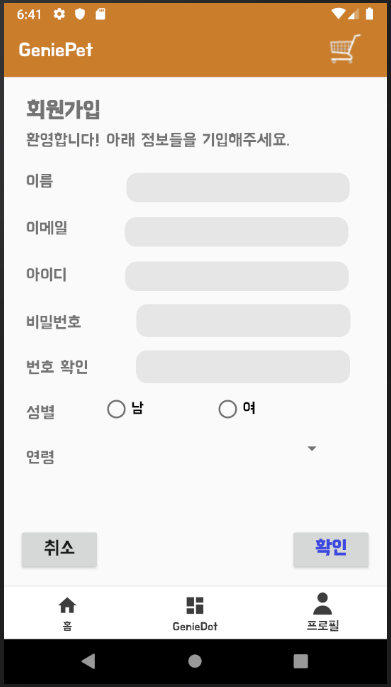 6:41
GeniePet
회원가입
환영합니다! 아래 정보들을 기입해주세요.
이름
이메일
아이디
비밀번호
번호 확인
성별 남 여
연령
취소 확인
홈 GenieDot 프로필